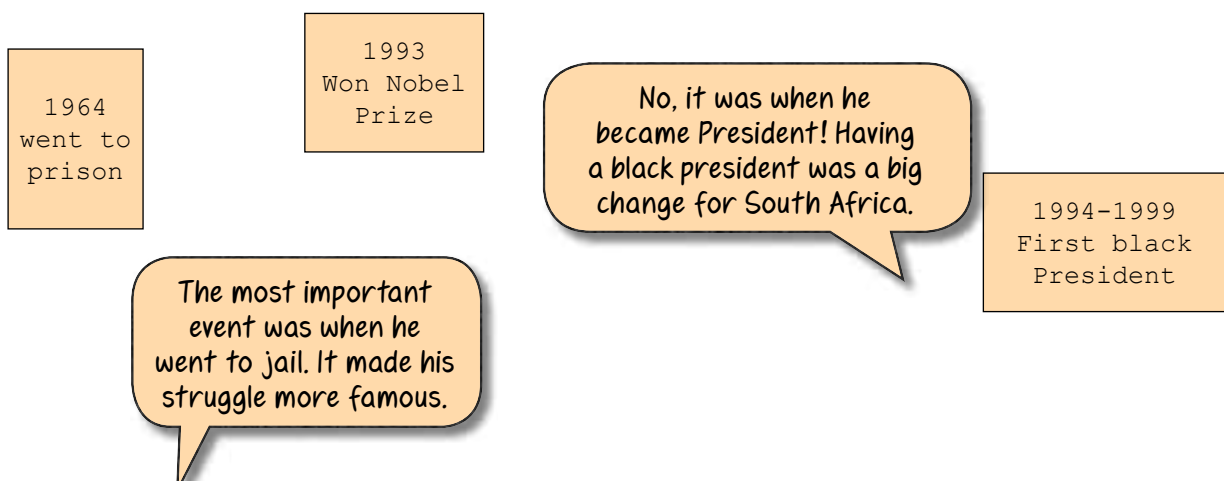 1964
went to
prison
1993
Won Nobel
Prize
No, it was when he
became President! Having
a black president was a big
change for South Africa.
1994-1999
First black
President
The most important
event was when he
went to jail. It made his
struggle more famous.